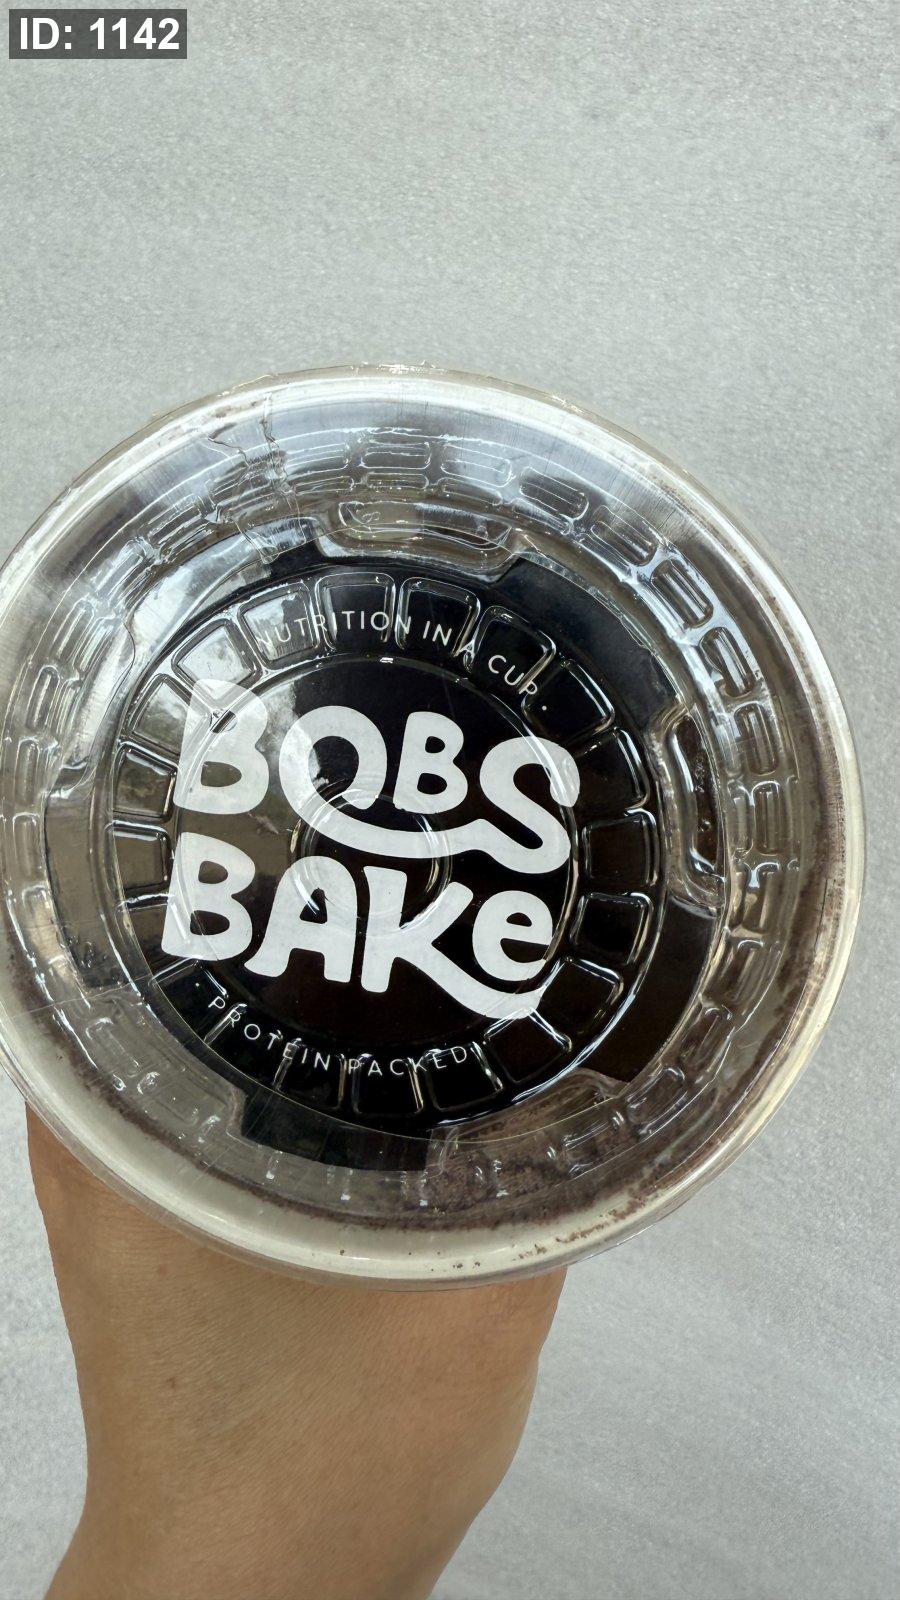 ID: 1142
· NUTRITION IN A CUP ·
BOBS
BAKe
· PROTEIN PACKED ·